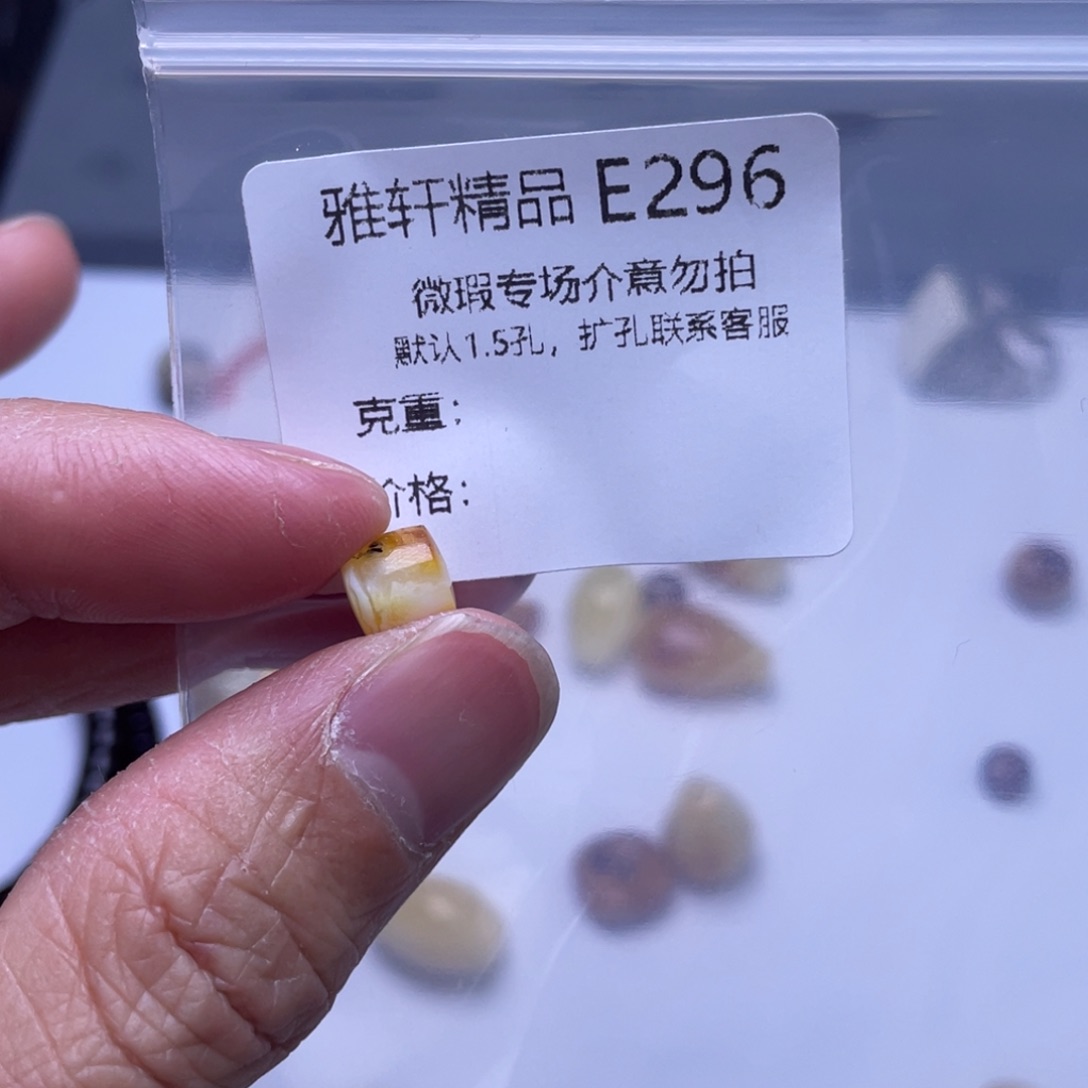 雅轩精品 E296
微瑕专场介意勿拍
默认1.5孔，扩孔联系客服
克重：
价格：